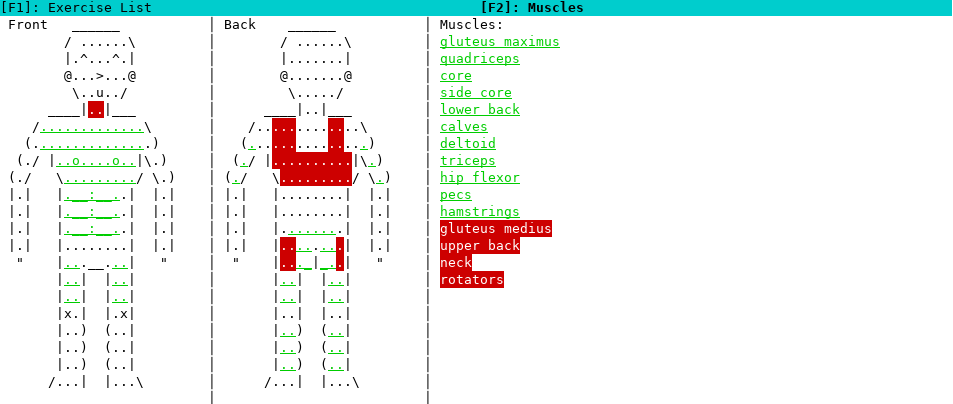 [F1]: Exercise List [F2]: Muscles
Front
Back
Muscles:
gluteus maximus
quadriceps
core
side core
lower back
calves
deltoid
triceps
hip flexor
pecs
hamstrings
gluteus medius
upper back
neck
rotators